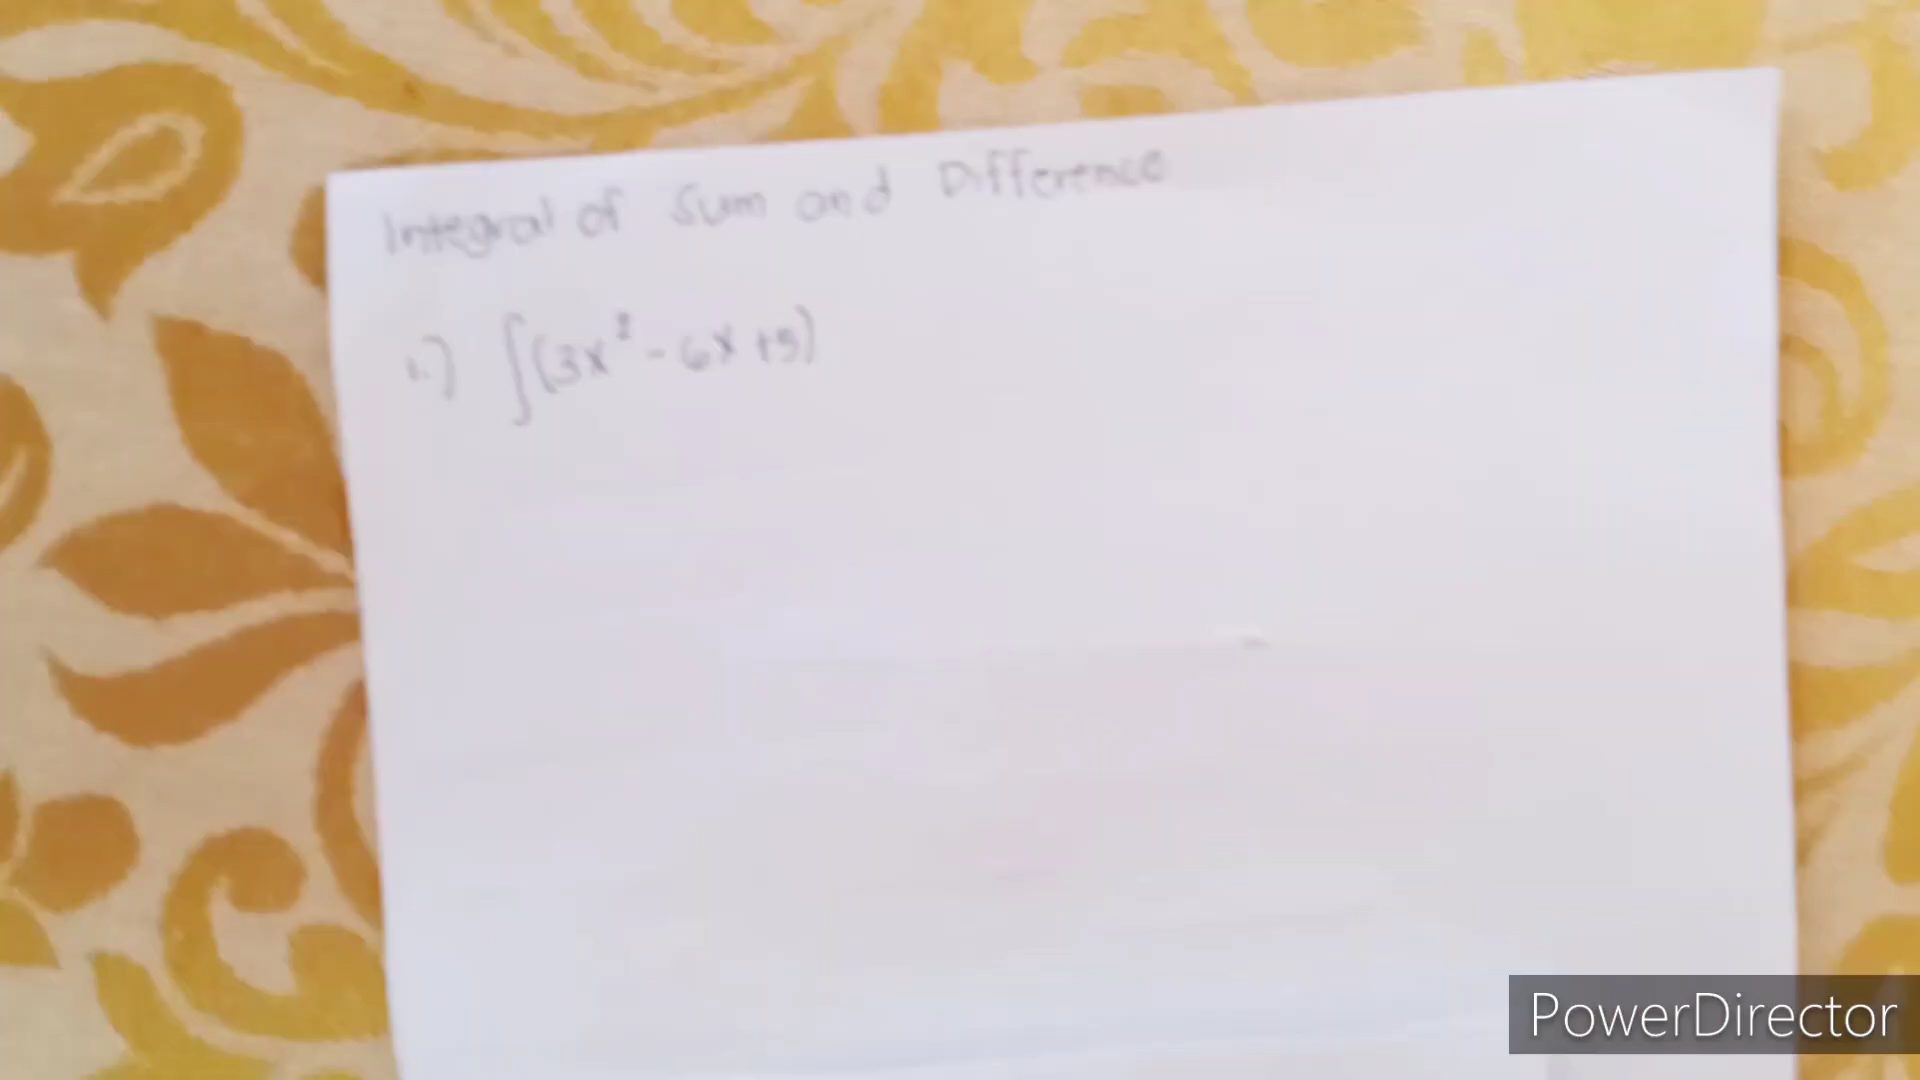 Integral of Sum and Difference
1.) ∫(3x² - 6x + 5)
PowerDirector